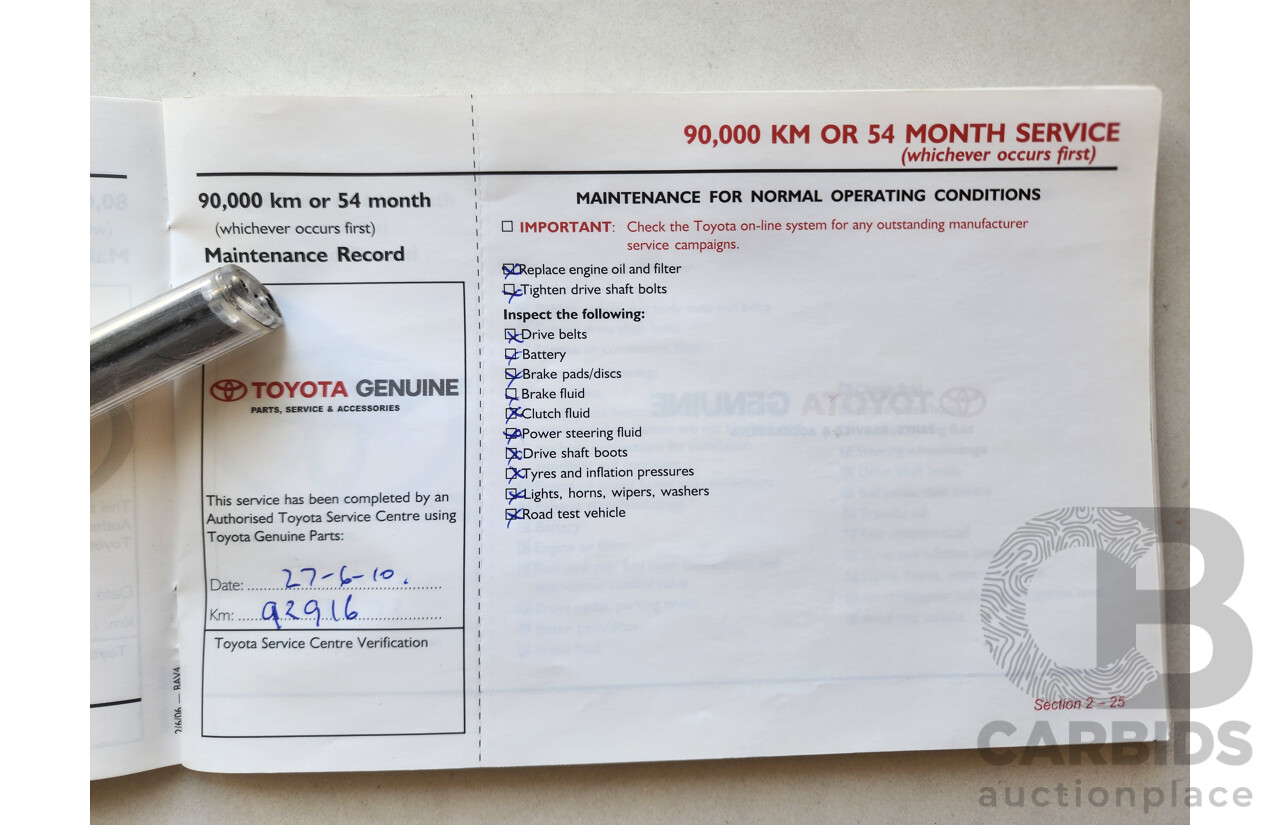 90,000 KM OR 54 MONTH SERVICE
(whichever occurs first)
90,000 km or 54 month
(whichever occurs first)
Maintenance Record
TOYOTA GENUINE
PARTS, SERVICE & ACCESSORIES
This service has been completed by an
Authorised Toyota Service Centre using
Toyota Genuine Parts:
Date: 27-6-10.
Km: 92916
Toyota Service Centre Verification
2/6/06 — RAV4
MAINTENANCE FOR NORMAL OPERATING CONDITIONS
IMPORTANT: Check the Toyota on-line system for any outstanding manufacturer
service campaigns.
Replace engine oil and filter
Tighten drive shaft bolts
Inspect the following:
Drive belts
Battery
Brake pads/discs
Brake fluid
Clutch fluid
Power steering fluid
Drive shaft boots
Tyres and inflation pressures
Lights, horns, wipers, washers
Road test vehicle
Section 2 – 25
CB
CARBIDS
auctionplace